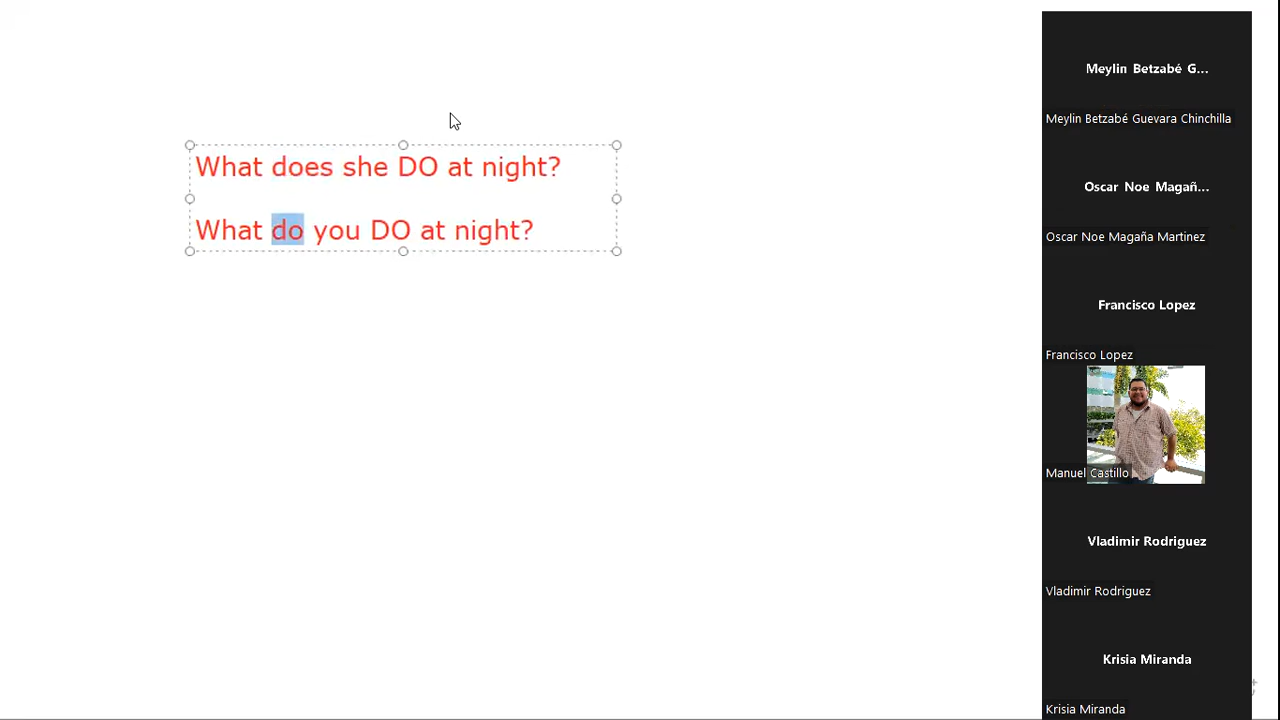 What does she DO at night?
What do you DO at night?
Meylin Betzabé G...
Meylin Betzabé Guevara Chinchilla
Oscar Noe Magañ...
Oscar Noe Magaña Martinez
Francisco Lopez
Francisco Lopez
Manuel Castillo
Vladimir Rodriguez
Vladimir Rodriguez
Krisia Miranda
Krisia Miranda